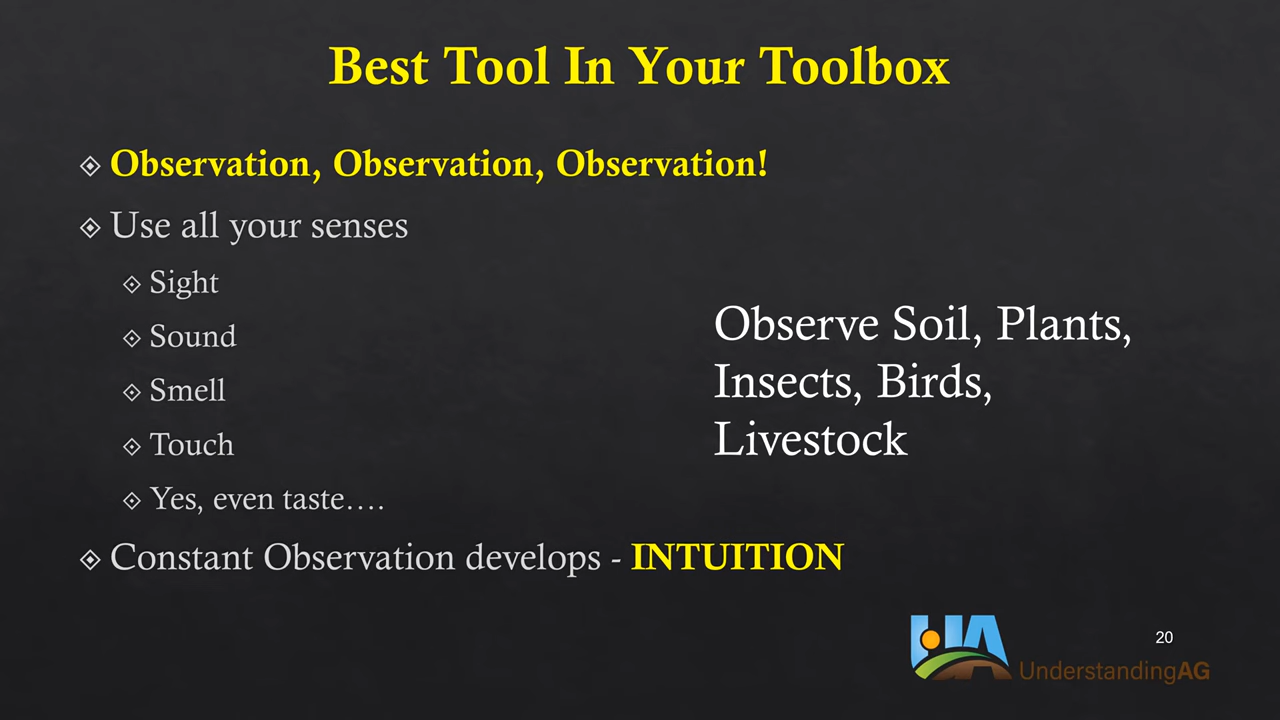 Best Tool In Your Toolbox
Observation, Observation, Observation!
Use all your senses
Sight
Sound
Smell
Touch
Yes, even taste….
Constant Observation develops - INTUITION
Observe Soil, Plants,
Insects, Birds,
Livestock
UA
UnderstandingAG
20